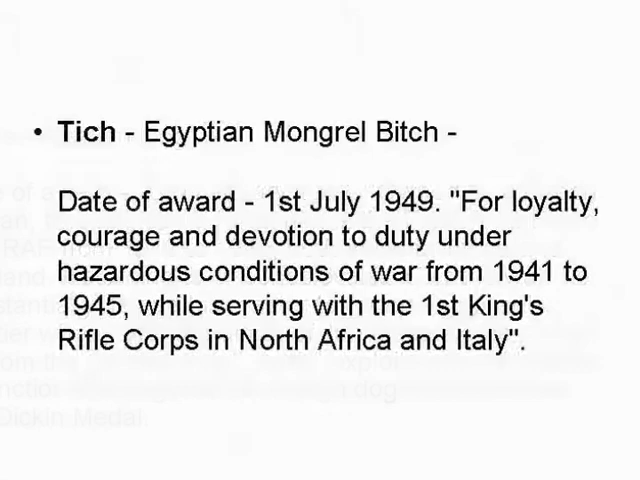 • Tich - Egyptian Mongrel Bitch -
Date of award - 1st July 1949. "For loyalty,
courage and devotion to duty under
hazardous conditions of war from 1941 to
1945, while serving with the 1st King's
Rifle Corps in North Africa and Italy".
Dickin Medal.